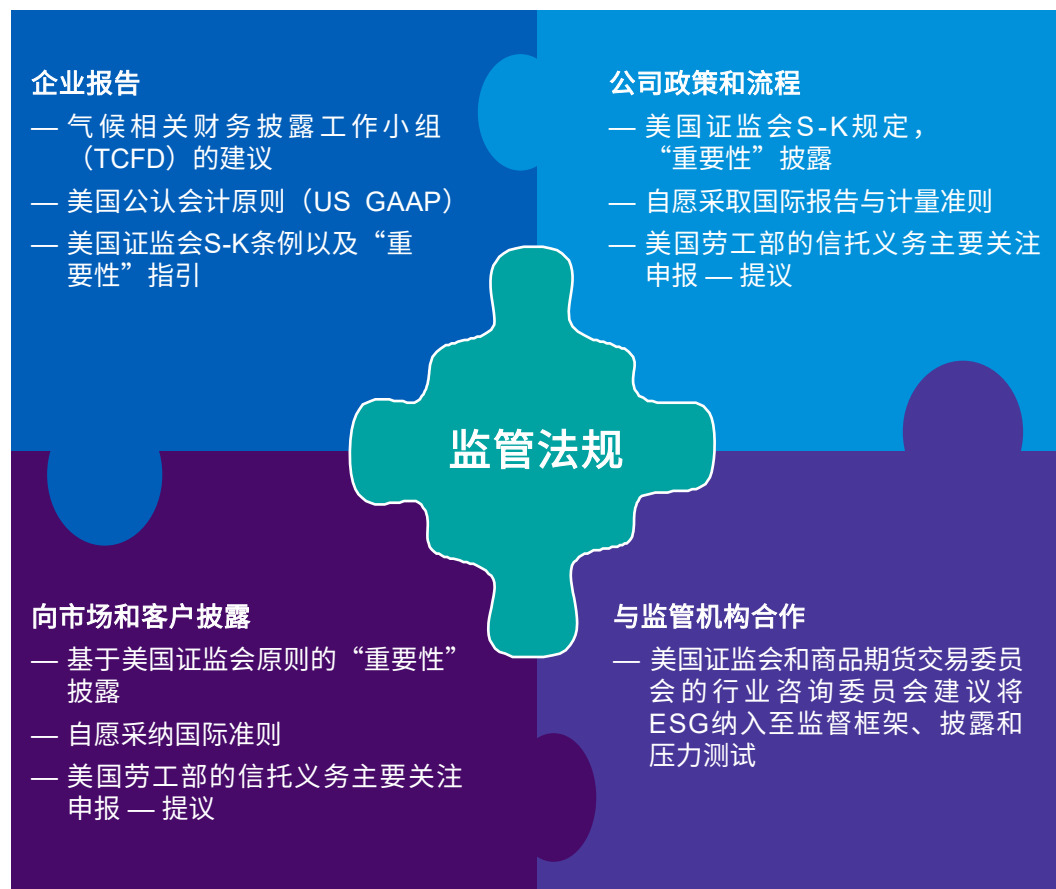 企业报告
— 气候相关财务披露工作小组
（TCFD）的建议
— 美国公认会计原则（US GAAP）
— 美国证监会S-K条例以及“重
要性”指引
公司政策和流程
— 美国证监会S-K规定，
“重要性”披露
— 自愿采取国际报告与计量准则
— 美国劳工部的信托义务主要关注
申报 — 提议
监管法规
向市场和客户披露
— 基于美国证监会原则的“重要性”
披露
— 自愿采纳国际准则
— 美国劳工部的信托义务主要关注
申报 — 提议
与监管机构合作
— 美国证监会和商品期货交易委员
会的行业咨询委员会建议将
ESG纳入至监督框架、披露和
压力测试